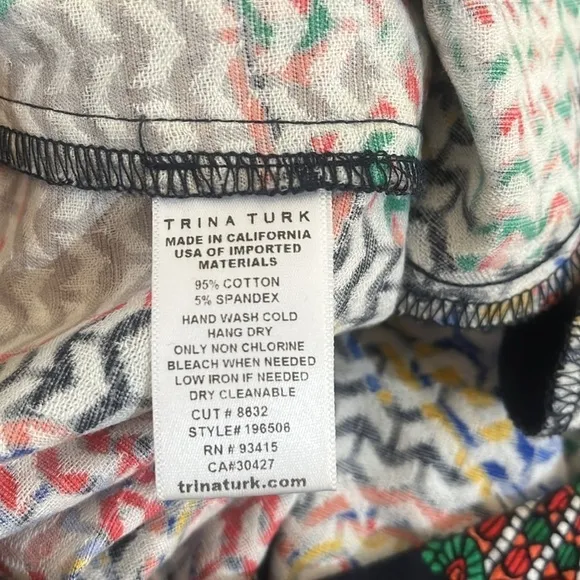 TRINA TURK
MADE IN CALIFORNIA
USA OF IMPORTED
MATERIALS
95% COTTON
5% SPANDEX
HAND WASH COLD
HANG DRY
ONLY NON CHLORINE
BLEACH WHEN NEEDED
LOW IRON IF NEEDED
DRY CLEANABLE
CUT # 8632
STYLE# 196506
RN # 93415
CA#30427
trinaturk.com